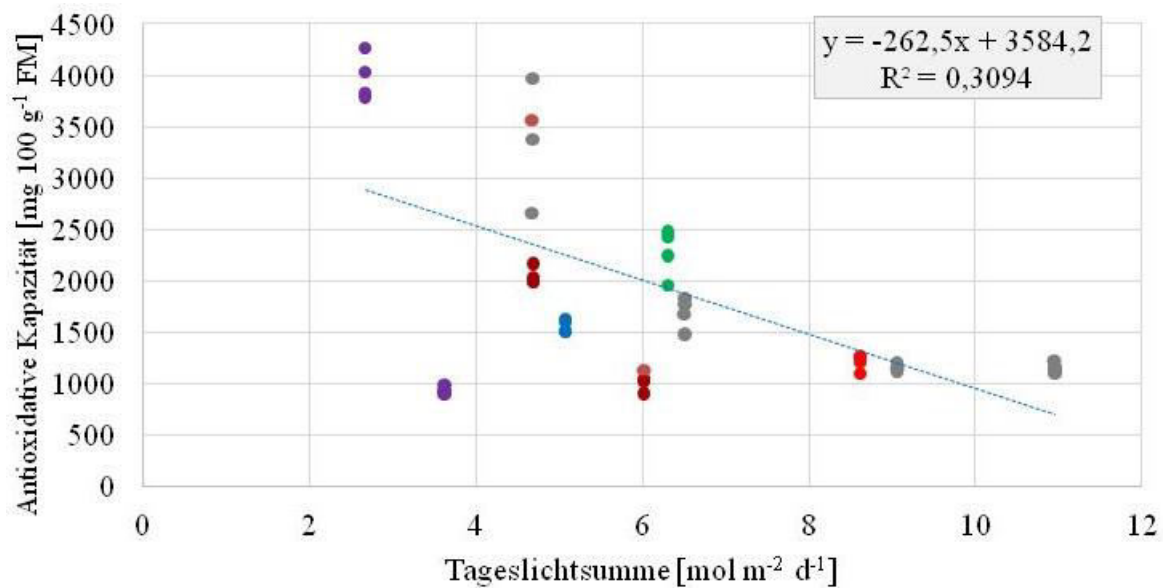 y = -262,5x + 3584,2
R² = 0,3094
Antioxidative Kapazität [mg 100 g⁻¹ FM]
4500
4000
3500
3000
2500
2000
1500
1000
500
0
0 2 4 6 8 10 12
Tageslichtsumme [mol m⁻² d⁻¹]